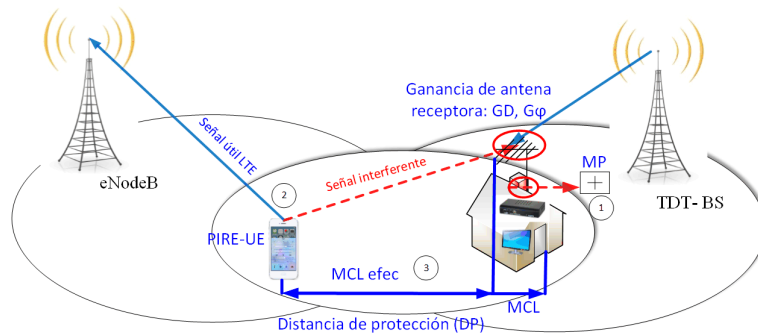 Ganancia de antena
receptora: GD, Gφ
Señal útil LTE
Señal interferente
MP
eNodeB
2
1
TDT- BS
PIRE-UE
MCL efec
3
MCL
Distancia de protección (DP)